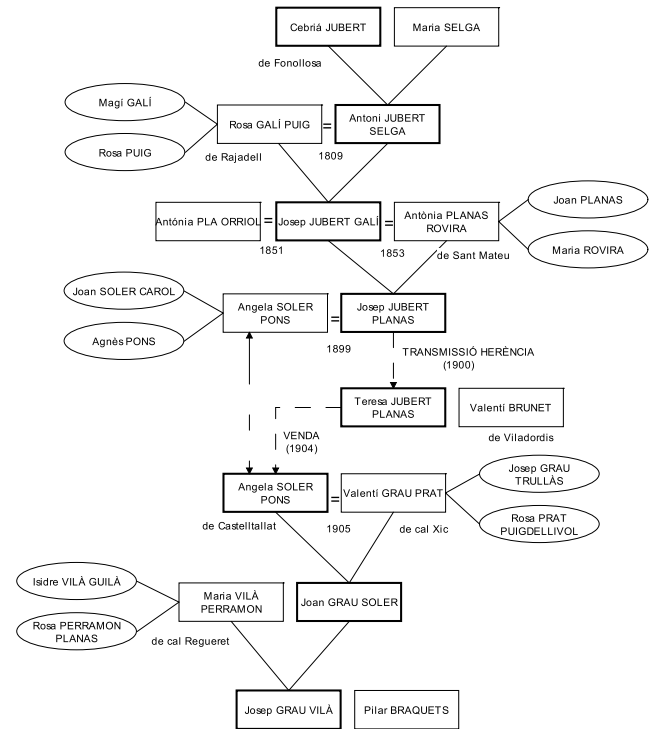 Cebrià JUBERT
Maria SELGA
de Fonollosa
Magí GALÍ
Rosa GALÍ PUIG
=
Antoni JUBERT
SELGA
Rosa PUIG
de Rajadell
1809
Joan PLANAS
Antònia PLA ORRIOL
=
Josep JUBERT GALÍ
=
Antònia PLANAS
ROVIRA
1851
1853
de Sant Mateu
Maria ROVIRA
Joan SOLER CAROL
Angela SOLER
PONS
=
Josep JUBERT
PLANAS
Agnès PONS
1899
TRANSMISSIÓ HERÈNCIA
(1900)
Teresa JUBERT
PLANAS
Valentí BRUNET
VENDA
(1904)
de Viladordis
Josep GRAU
TRULLÀS
Angela SOLER
PONS
=
Valentí GRAU PRAT
de Castelltallat
1905
de cal Xic
Rosa PRAT
PUIGDELLIVOL
Isidre VILÀ GUILÀ
Maria VILÀ
PERRAMON
Joan GRAU SOLER
Rosa PERRAMON
PLANAS
de cal Regueret
Josep GRAU VILÀ
Pilar BRAQUETS